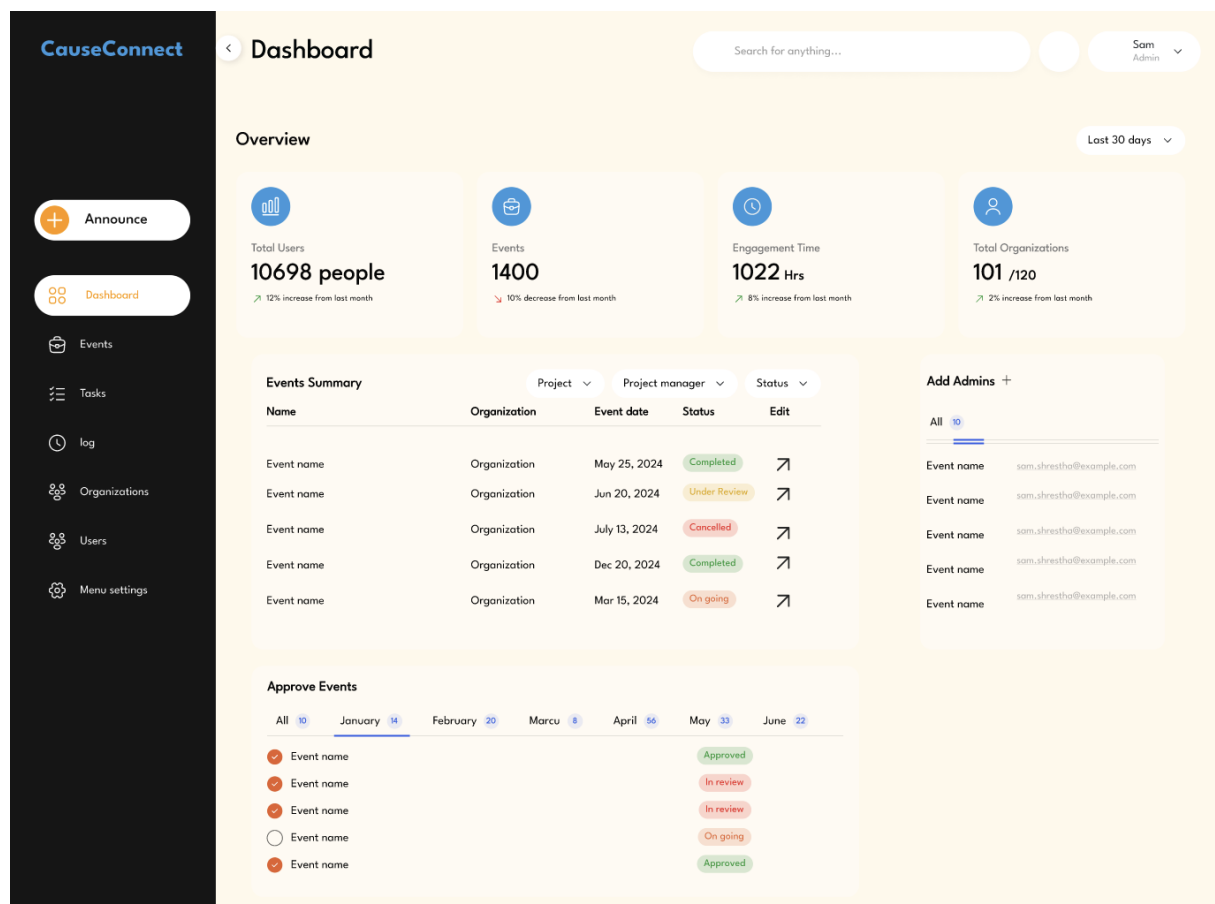 CauseConnect
Dashboard
Search for anything...
Sam
Admin
Overview
Last 30 days
Announce
Dashboard
Events
Tasks
log
Organizations
Users
Menu settings
Total Users
10698 people
12% increase from last month
Events
1400
10% decrease from last month
Engagement Time
1022 Hrs
8% increase from last month
Total Organizations
101 /120
2% increase from last month
Events Summary Project Project manager Status
Name Organization Event date Status Edit
Event name Organization May 25, 2024 Completed
Event name Organization Jun 20, 2024 Under Review
Event name Organization July 13, 2024 Cancelled
Event name Organization Dec 20, 2024 Completed
Event name Organization Mar 15, 2024 On going
Add Admins +
All 10
Event name sam.shrestha@example.com
Event name sam.shrestha@example.com
Event name sam.shrestha@example.com
Event name sam.shrestha@example.com
Event name sam.shrestha@example.com
Approve Events
All 10 January 14 February 20 Marcu 8 April 56 May 33 June 22
Event name Approved
Event name In review
Event name In review
Event name On going
Event name Approved